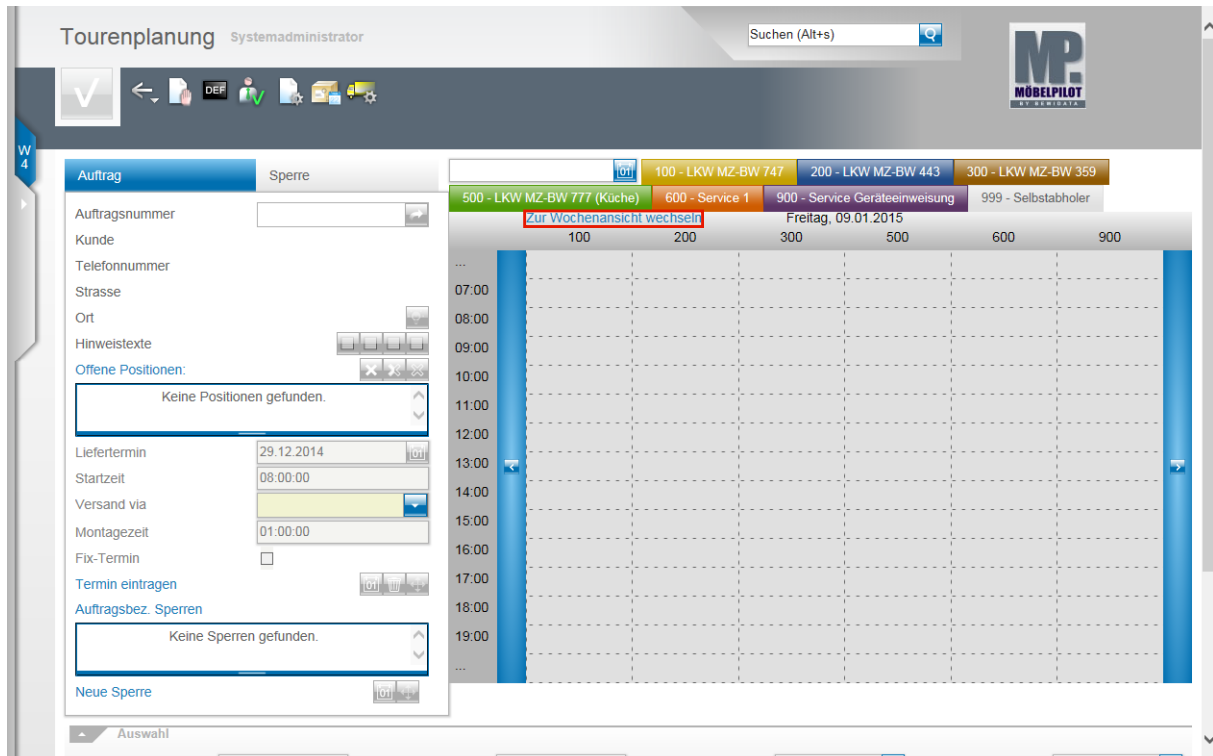 Tourenplanung Systemadministrator
Suchen (Alt+s)
MP.
MÖBELPILOT
BY BEWIDATA
DEF
W
4
Auftrag Sperre
01 100 - LKW MZ-BW 747 200 - LKW MZ-BW 443 300 - LKW MZ-BW 359
500 - LKW MZ-BW 777 (Küche) 600 - Service 1 900 - Service Geräteeinweisung 999 - Selbstabholer
Zur Wochenansicht wechseln Freitag, 09.01.2015
100 200 300 500 600 900
Auftragsnummer
Kunde
Telefonnummer
Strasse
Ort
Hinweistexte
Offene Positionen:
Keine Positionen gefunden.
Liefertermin 29.12.2014 01
Startzeit 08:00:00
Versand via
Montagezeit 01:00:00
Fix-Termin
Termin eintragen 01
Auftragsbez. Sperren
Keine Sperren gefunden.
Neue Sperre 01
...
07:00
08:00
09:00
10:00
11:00
12:00
13:00
14:00
15:00
16:00
17:00
18:00
19:00
...
Auswahl